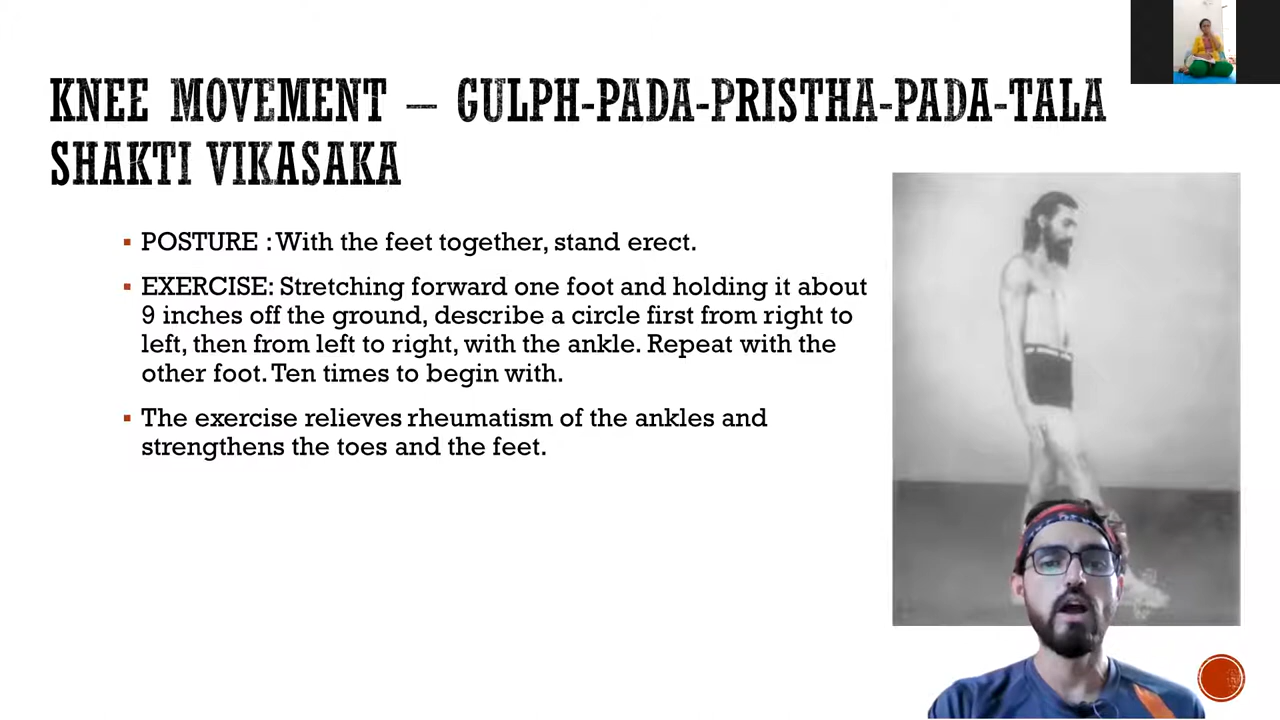 KNEE MOVEMENT – GULPH-PADA-PRISTHA-PADA-TALA
SHAKTI VIKASAKA
POSTURE : With the feet together, stand erect.
EXERCISE: Stretching forward one foot and holding it about
9 inches off the ground, describe a circle first from right to
left, then from left to right, with the ankle. Repeat with the
other foot. Ten times to begin with.
The exercise relieves rheumatism of the ankles and
strengthens the toes and the feet.